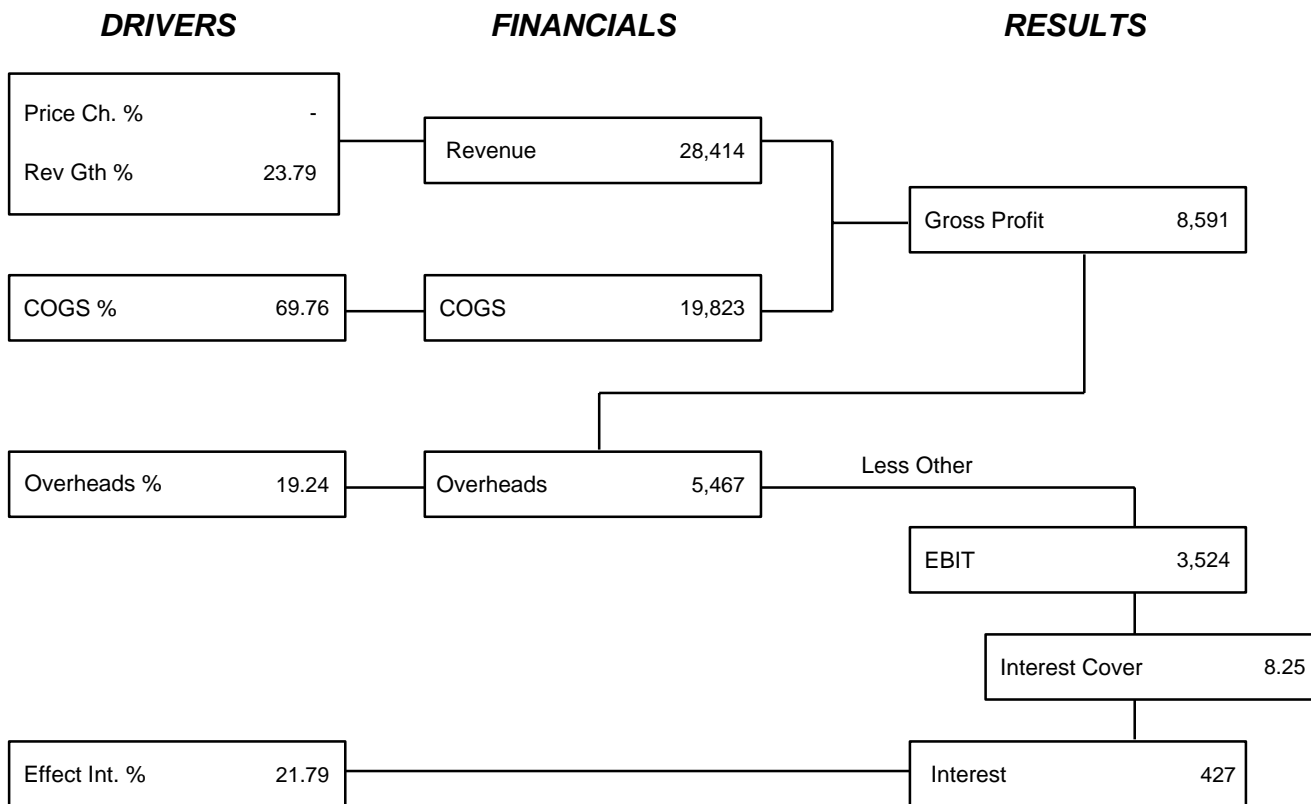 DRIVERS FINANCIALS RESULTS
Price Ch. % -
Rev Gth % 23.79
Revenue 28,414
Gross Profit 8,591
COGS % 69.76
COGS 19,823
Overheads % 19.24
Overheads 5,467
Less Other
EBIT 3,524
Interest Cover 8.25
Effect Int. % 21.79
Interest 427